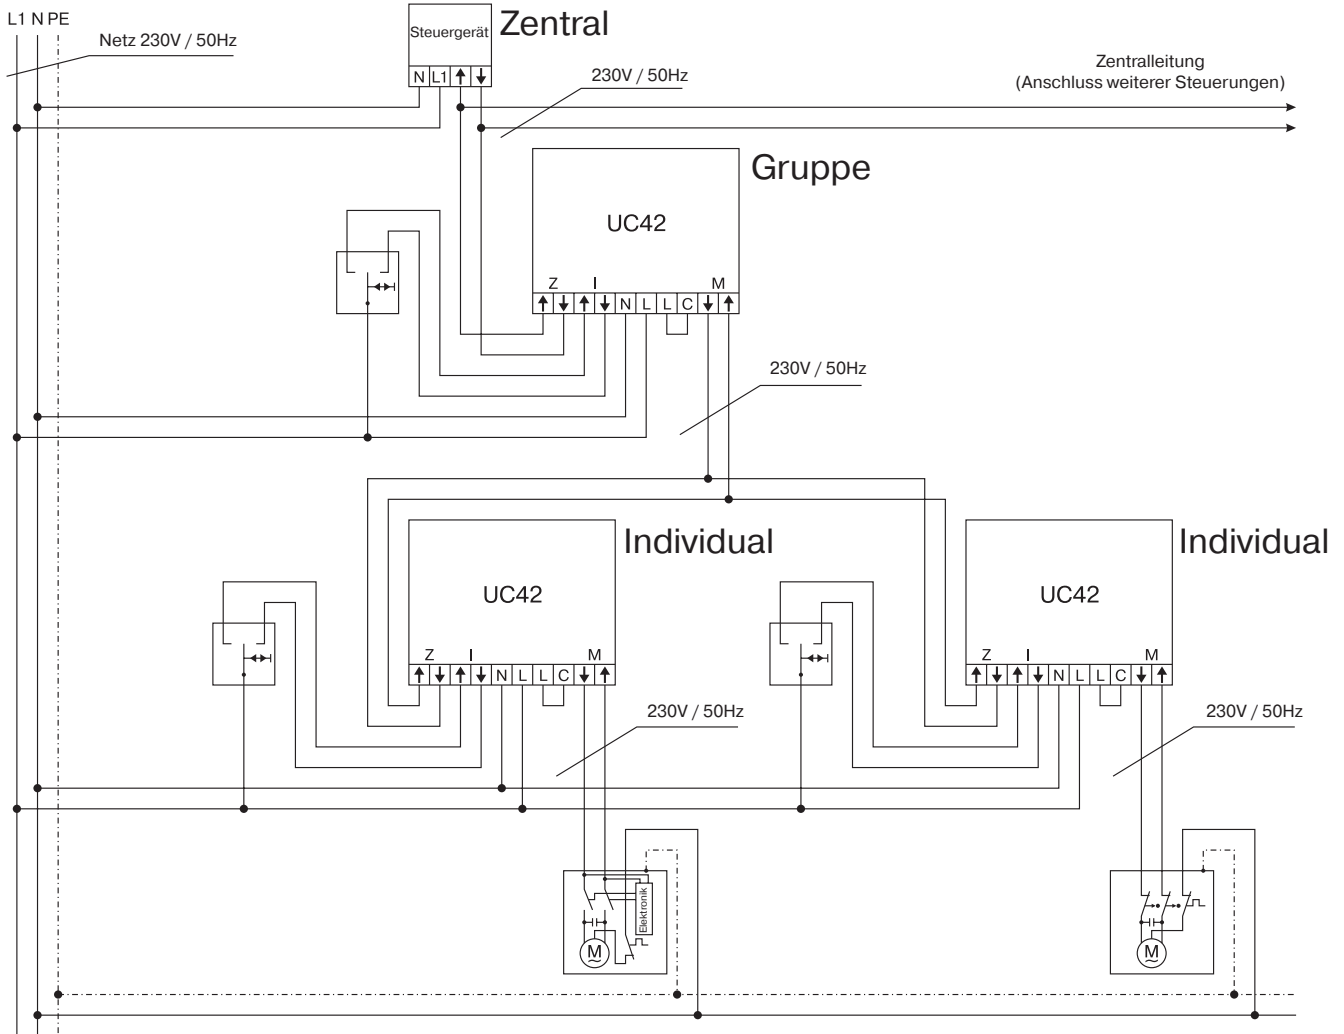 L1 N PE
Netz 230V / 50Hz
Steuergerät
Zentral
N L1
230V / 50Hz
Zentralleitung
(Anschluss weiterer Steuerungen)
Gruppe
UC42
Z I M
N L L C
230V / 50Hz
Individual
UC42
Z I M
N L L C
230V / 50Hz
Individual
UC42
Z I M
N L L C
230V / 50Hz
Elektronik
M
M